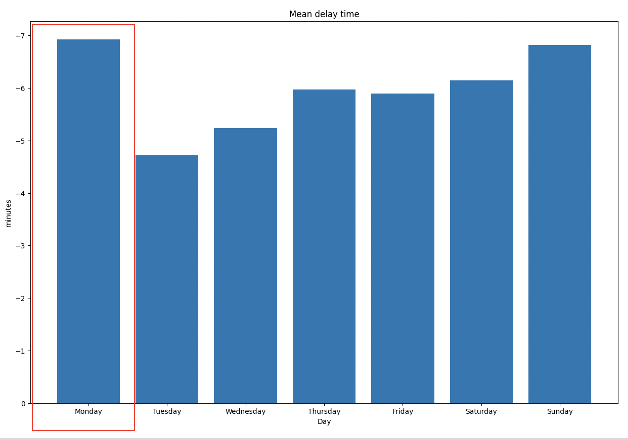 Mean delay time
−7
−6
−5
−4
−3
−2
−1
0
minutes
Monday Tuesday Wednesday Thursday Friday Saturday Sunday
Day